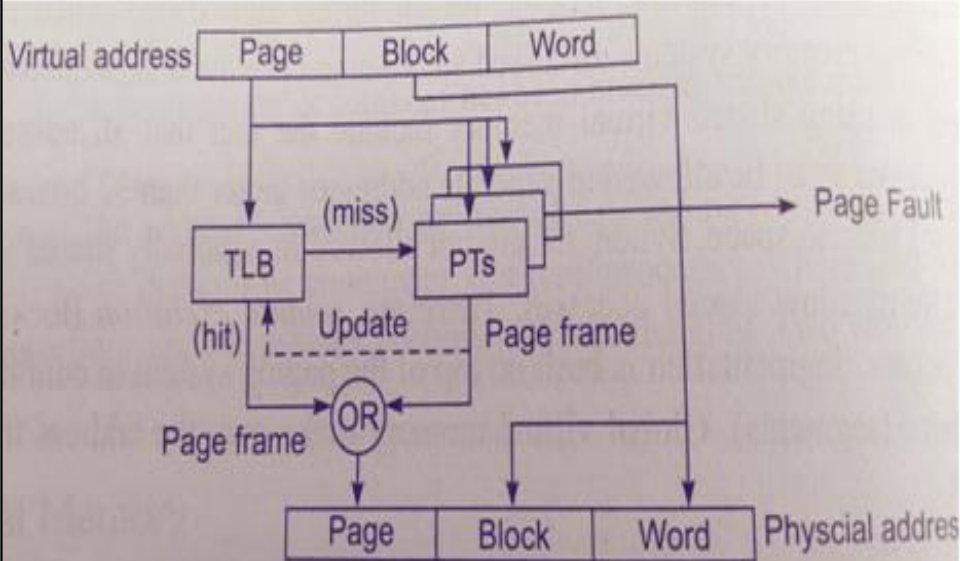 Virtual address Page Block Word
(miss)
Page Fault
TLB PTs
(hit) Update Page frame
OR
Page frame
Page Block Word Physcial addres